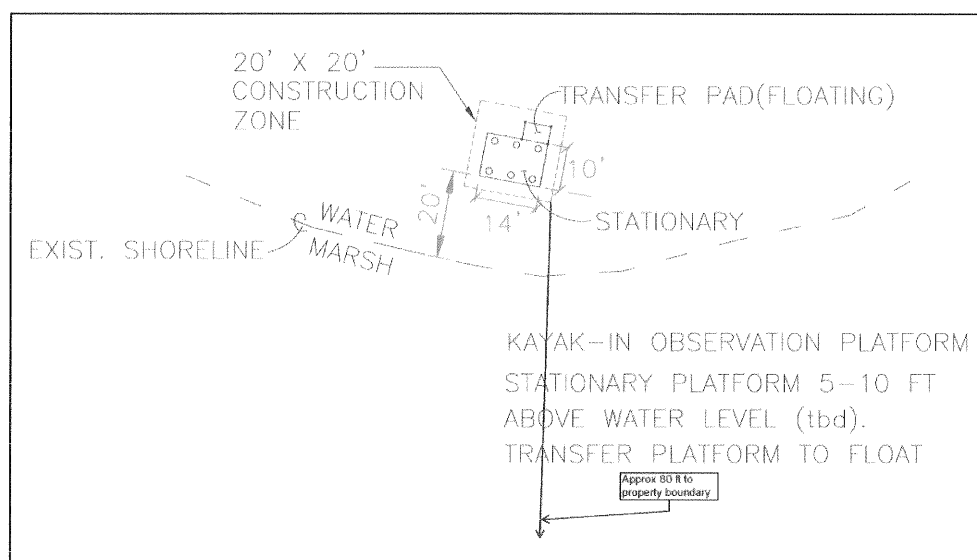 20' X 20'
CONSTRUCTION
ZONE
TRANSFER PAD(FLOATING)
10'
20'
14'
STATIONARY
WATER
MARSH
EXIST. SHORELINE
KAYAK-IN OBSERVATION PLATFORM
STATIONARY PLATFORM 5-10 FT
ABOVE WATER LEVEL (tbd).
TRANSFER PLATFORM TO FLOAT
Approx 80 ft to
property boundary